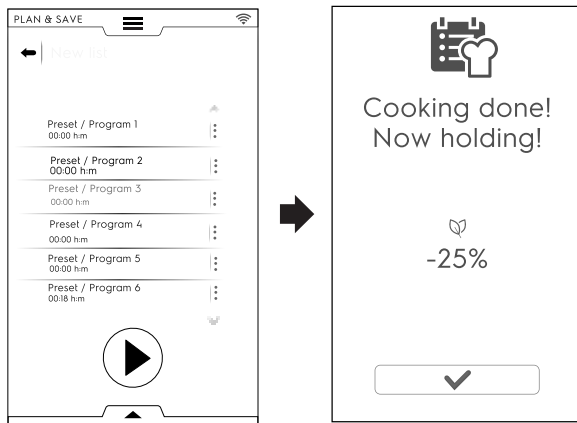 PLAN & SAVE
New list
Preset / Program 1
00:00 h:m
Preset / Program 2
00:00 h:m
Preset / Program 3
00:00 h:m
Preset / Program 4
00:00 h:m
Preset / Program 5
00:00 h:m
Preset / Program 6
00:18 h:m
Cooking done!
Now holding!
-25%